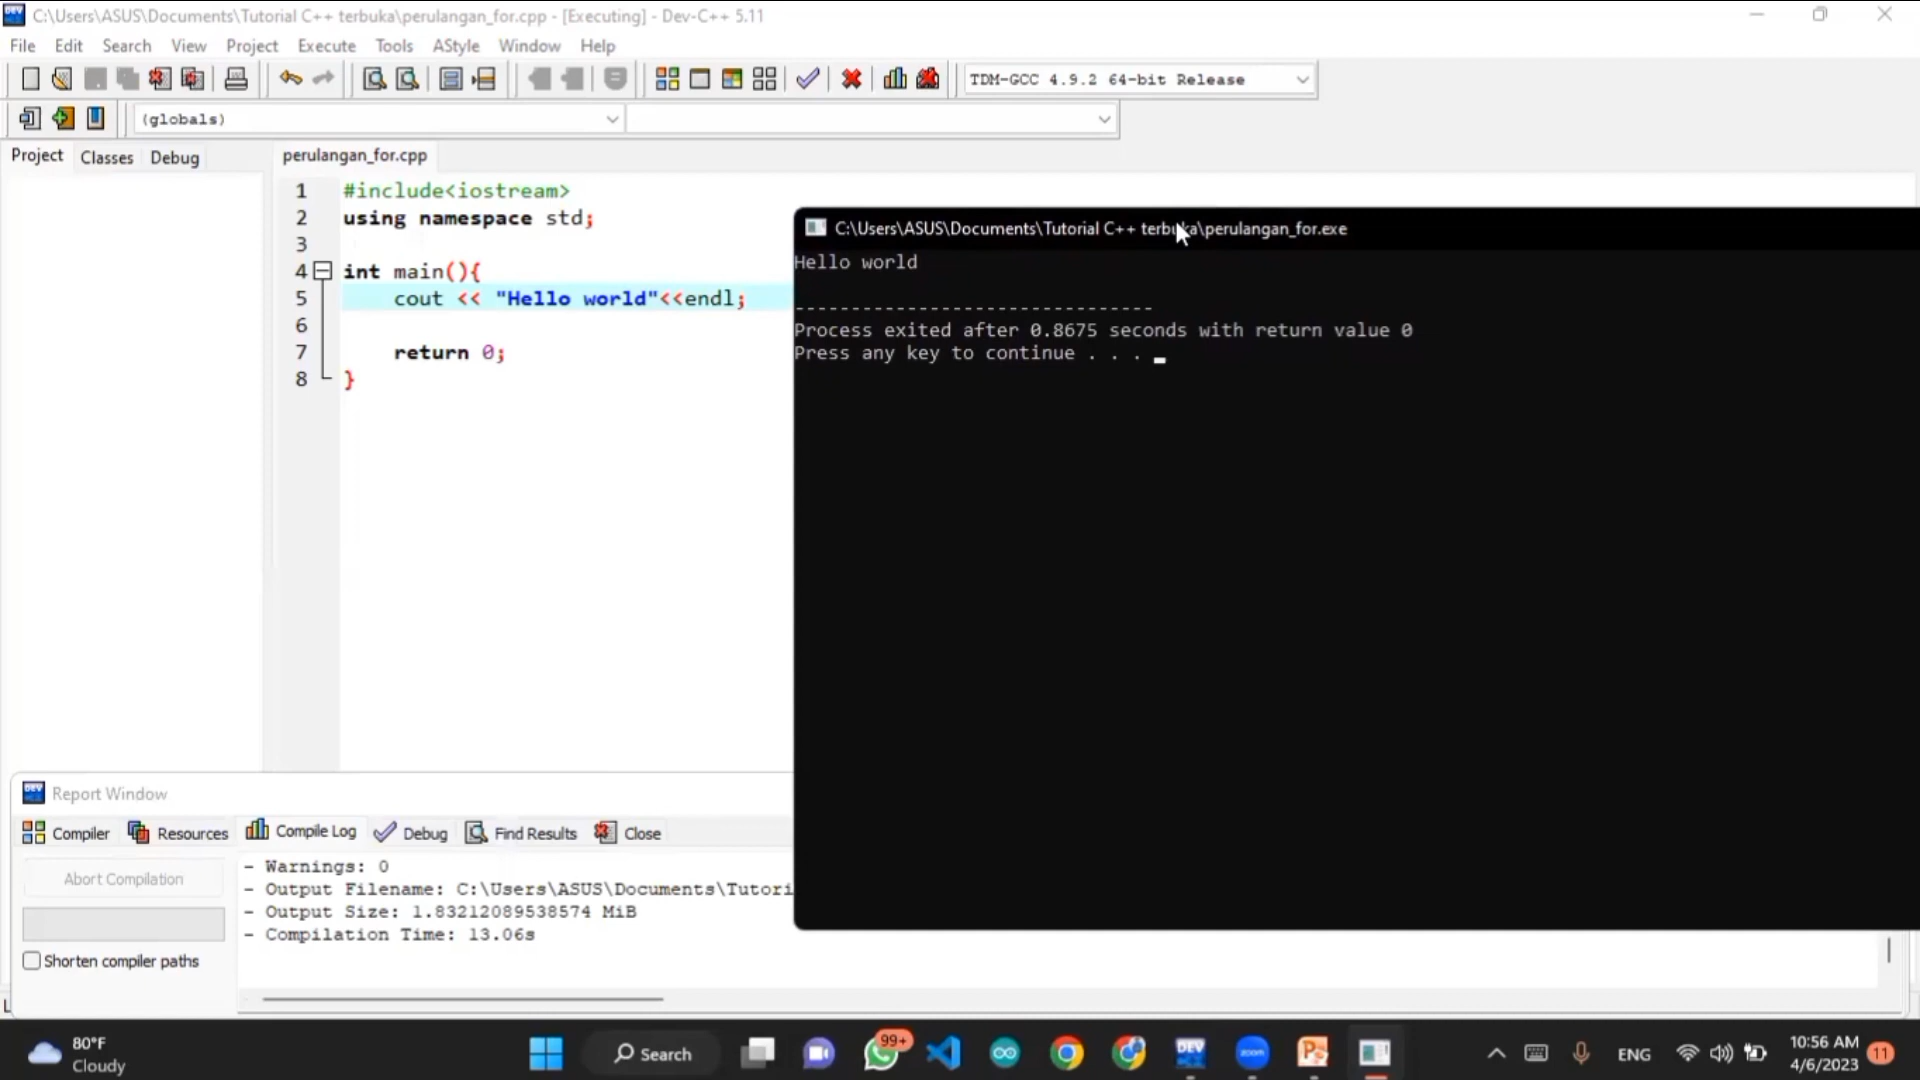 C:\Users\ASUS\Documents\Tutorial C++ terbuka\perulangan_for.cpp - [Executing] - Dev-C++ 5.11
File Edit Search View Project Execute Tools AStyle Window Help
TDM-GCC 4.9.2 64-bit Release
(globals)
Project Classes Debug
perulangan_for.cpp
1 #include<iostream>
2 using namespace std;
3
4 int main(){
5 cout << "Hello world"<<endl;
6
7 return 0;
8 }
C:\Users\ASUS\Documents\Tutorial C++ terbuka\perulangan_for.exe
Hello world
--------------------------------
Process exited after 0.8675 seconds with return value 0
Press any key to continue . . .
Report Window
Compiler Resources Compile Log Debug Find Results Close
Abort Compilation
Shorten compiler paths
- Warnings: 0
- Output Filename: C:\Users\ASUS\Documents\Tutori
- Output Size: 1.83212089538574 MiB
- Compilation Time: 13.06s
80°F
Cloudy
Search
99+
DEV
zoom
ENG
10:56 AM
4/6/2023
11